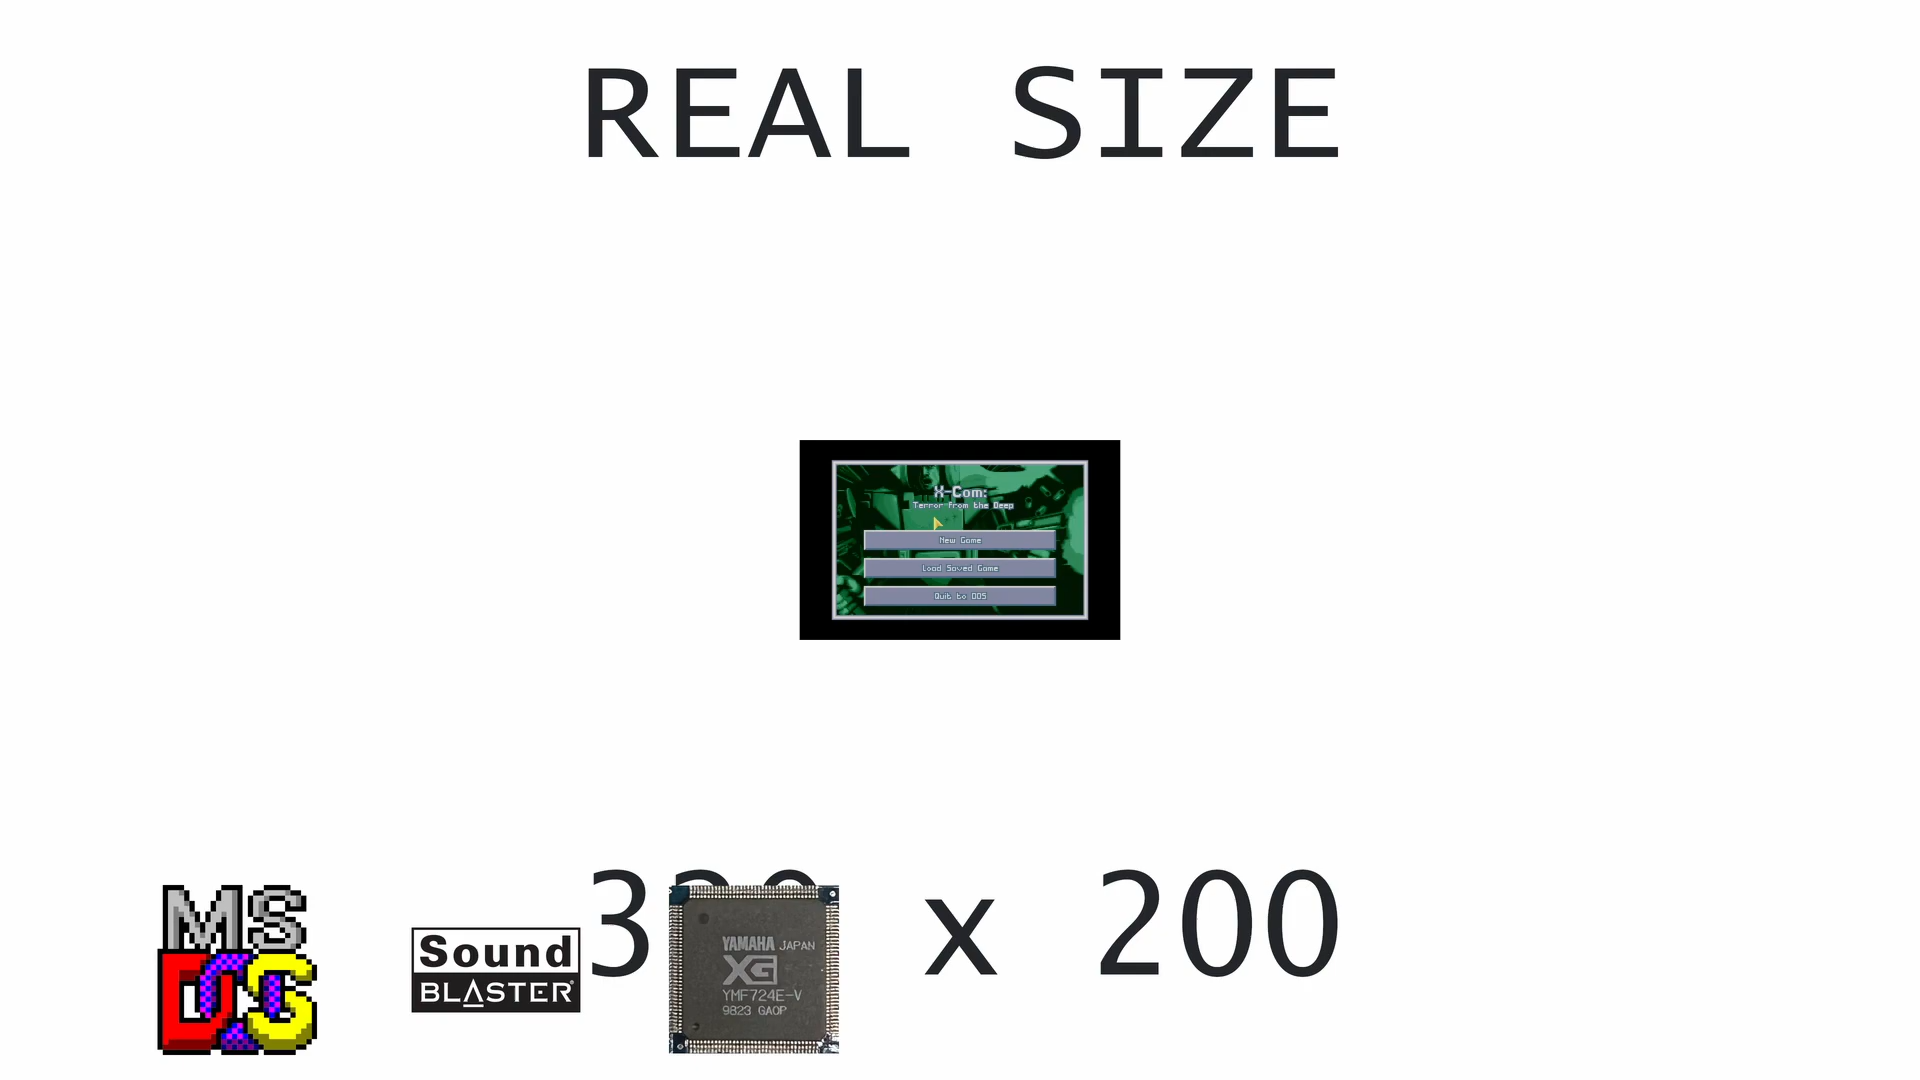 REAL SIZE
X-Com:
Terror from the Deep
New Game
Load Saved Game
Quit to DOS
320 x 200
MS
DOS
Sound
BLASTER
YAMAHA JAPAN
XG
YMF724E-V
9823 GAOP